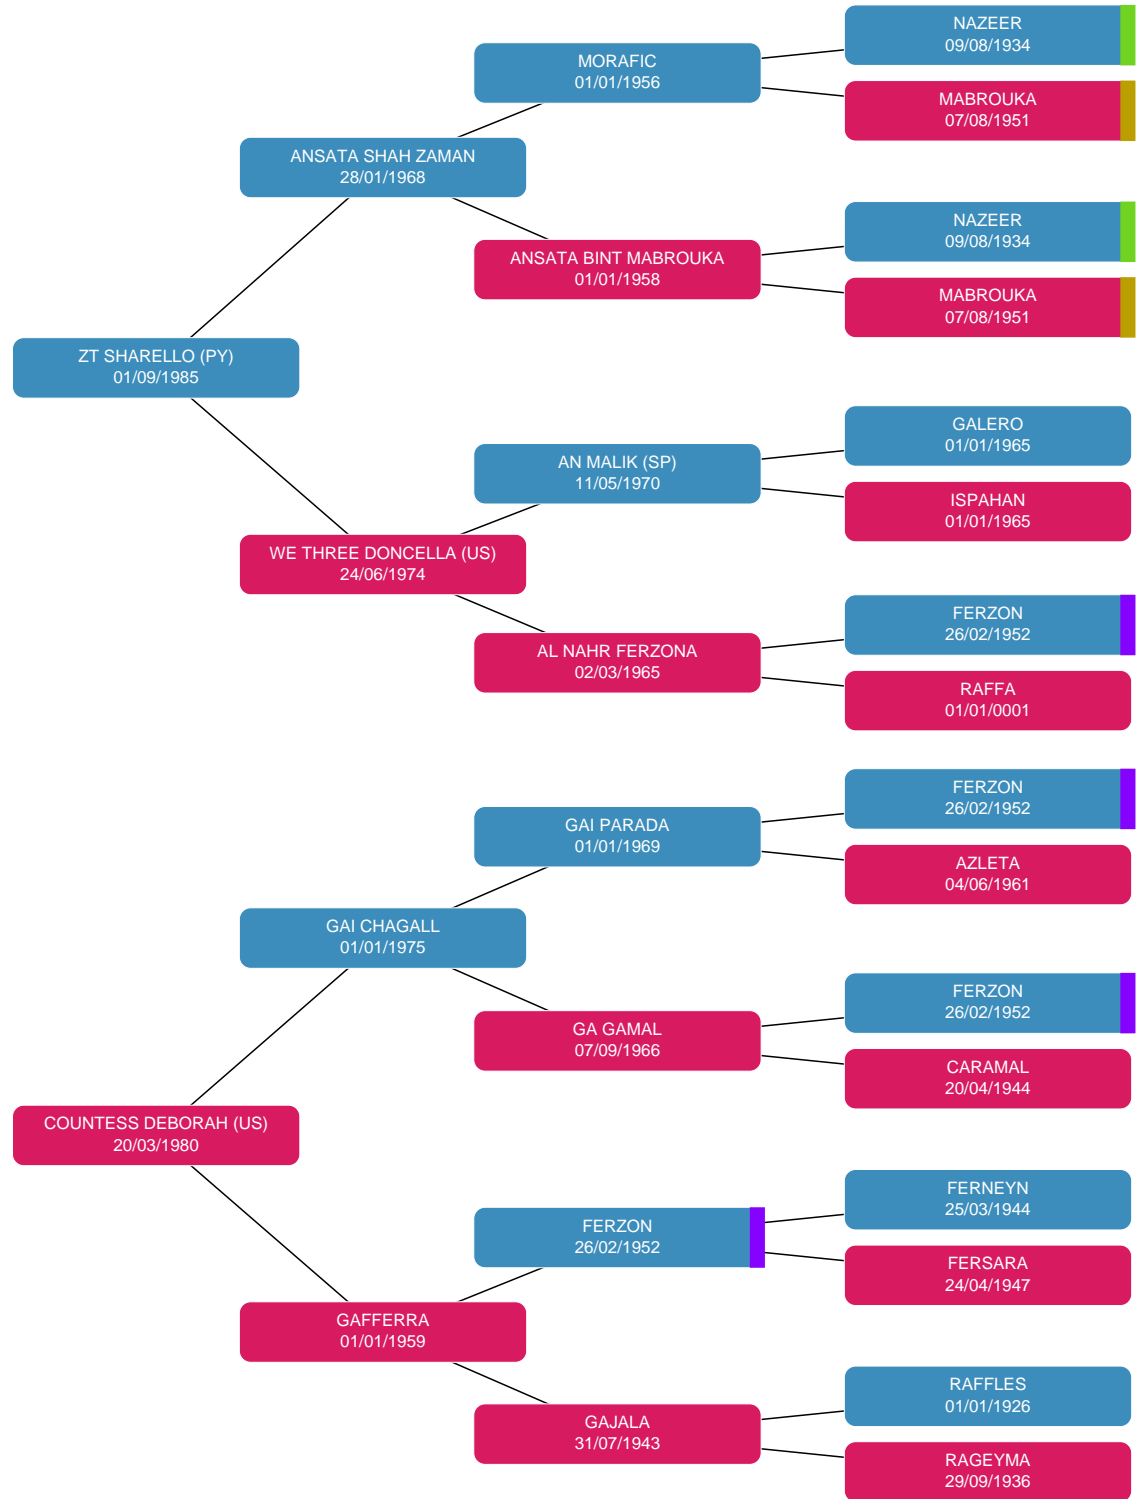 NAZEER
09/08/1934
MORAFIC
01/01/1956
MABROUKA
07/08/1951
ANSATA SHAH ZAMAN
28/01/1968
NAZEER
09/08/1934
ANSATA BINT MABROUKA
01/01/1958
MABROUKA
07/08/1951
ZT SHARELLO (PY)
01/09/1985
GALERO
01/01/1965
AN MALIK (SP)
11/05/1970
ISPAHAN
01/01/1965
WE THREE DONCELLA (US)
24/06/1974
FERZON
26/02/1952
AL NAHR FERZONA
02/03/1965
RAFFA
01/01/0001
FERZON
26/02/1952
GAI PARADA
01/01/1969
AZLETA
04/06/1961
GAI CHAGALL
01/01/1975
FERZON
26/02/1952
GA GAMAL
07/09/1966
CARAMAL
20/04/1944
COUNTESS DEBORAH (US)
20/03/1980
FERNEYN
25/03/1944
FERZON
26/02/1952
FERSARA
24/04/1947
GAFFERRA
01/01/1959
RAFFLES
01/01/1926
GAJALA
31/07/1943
RAGEYMA
29/09/1936